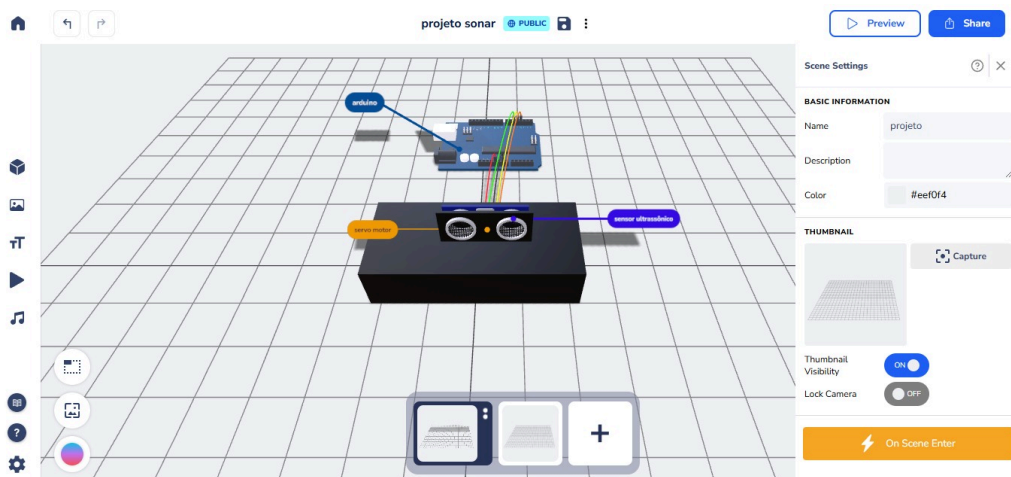 projeto sonar
PUBLIC
Preview
Share
Scene Settings
BASIC INFORMATION
Name
projeto
Description
Color
#eef0f4
THUMBNAIL
Capture
Thumbnail
Visibility
ON
Lock Camera
OFF
On Scene Enter
arduino
servo motor
sensor ultrassônico